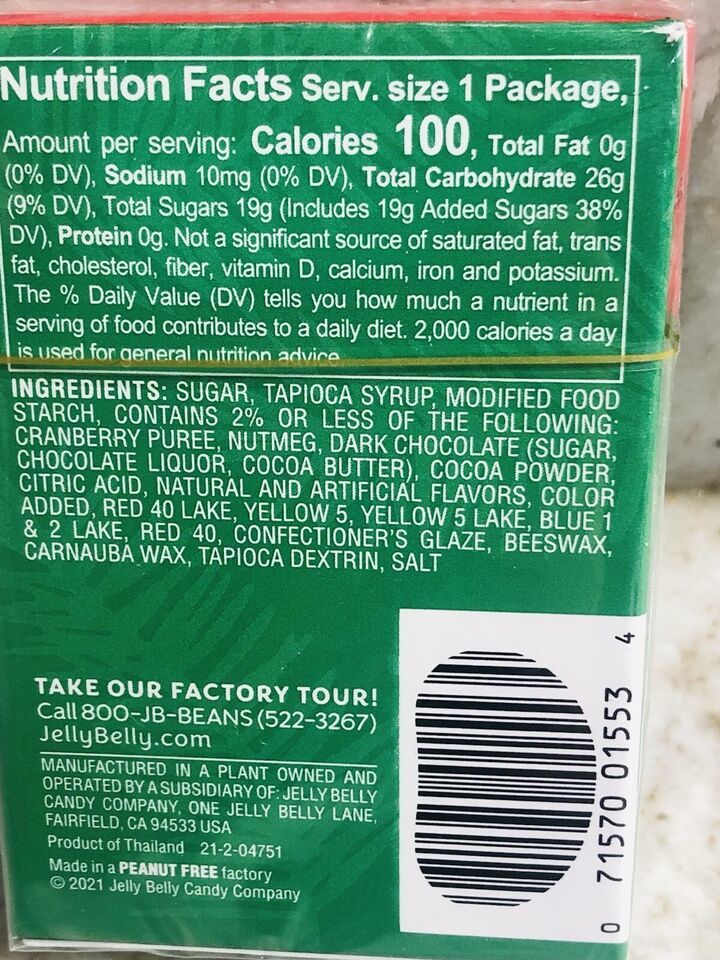 Nutrition Facts Serv. size 1 Package,
Amount per serving: Calories 100, Total Fat 0g
(0% DV), Sodium 10mg (0% DV), Total Carbohydrate 26g
(9% DV), Total Sugars 19g (Includes 19g Added Sugars 38%
DV), Protein 0g. Not a significant source of saturated fat, trans
fat, cholesterol, fiber, vitamin D, calcium, iron and potassium.
The % Daily Value (DV) tells you how much a nutrient in a
serving of food contributes to a daily diet. 2,000 calories a day
is used for general nutrition advice.
INGREDIENTS: SUGAR, TAPIOCA SYRUP, MODIFIED FOOD
STARCH, CONTAINS 2% OR LESS OF THE FOLLOWING:
CRANBERRY PUREE, NUTMEG, DARK CHOCOLATE (SUGAR,
CHOCOLATE LIQUOR, COCOA BUTTER), COCOA POWDER,
CITRIC ACID, NATURAL AND ARTIFICIAL FLAVORS, COLOR
ADDED, RED 40 LAKE, YELLOW 5, YELLOW 5 LAKE, BLUE 1
& 2 LAKE, RED 40, CONFECTIONER'S GLAZE, BEESWAX,
CARNAUBA WAX, TAPIOCA DEXTRIN, SALT
TAKE OUR FACTORY TOUR!
Call 800-JB-BEANS (522-3267)
JellyBelly.com
MANUFACTURED IN A PLANT OWNED AND
OPERATED BY A SUBSIDIARY OF: JELLY BELLY
CANDY COMPANY, ONE JELLY BELLY LANE,
FAIRFIELD, CA 94533 USA
Product of Thailand 21-2-04751
Made in a PEANUT FREE factory
© 2021 Jelly Belly Candy Company
0 71570 01553 4